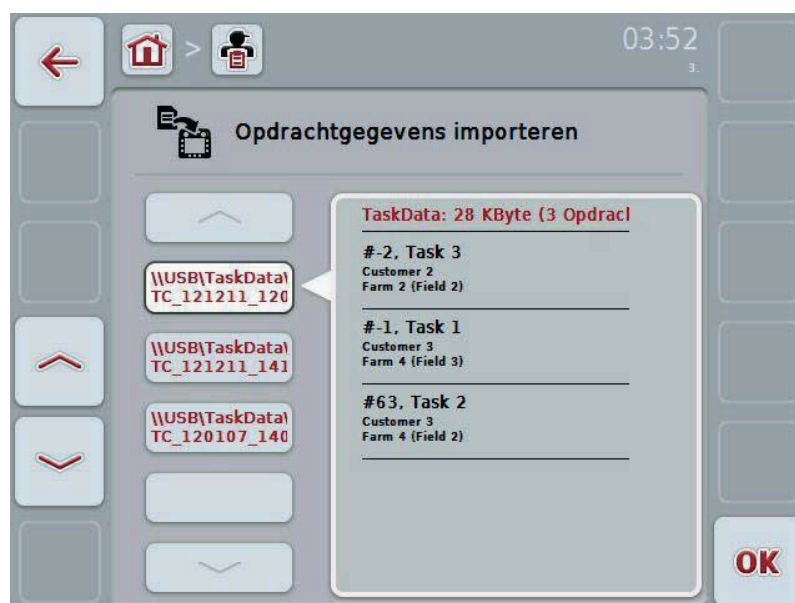 >
03:52
3.
Opdrachtgegevens importeren
\\USB\TaskData\
TC_121211_120
\\USB\TaskData\
TC_121211_141
\\USB\TaskData\
TC_120107_140
TaskData: 28 KByte (3 Opdracl
#-2, Task 3
Customer 2
Farm 2 (Field 2)
#-1, Task 1
Customer 3
Farm 4 (Field 3)
#63, Task 2
Customer 3
Farm 4 (Field 2)
OK